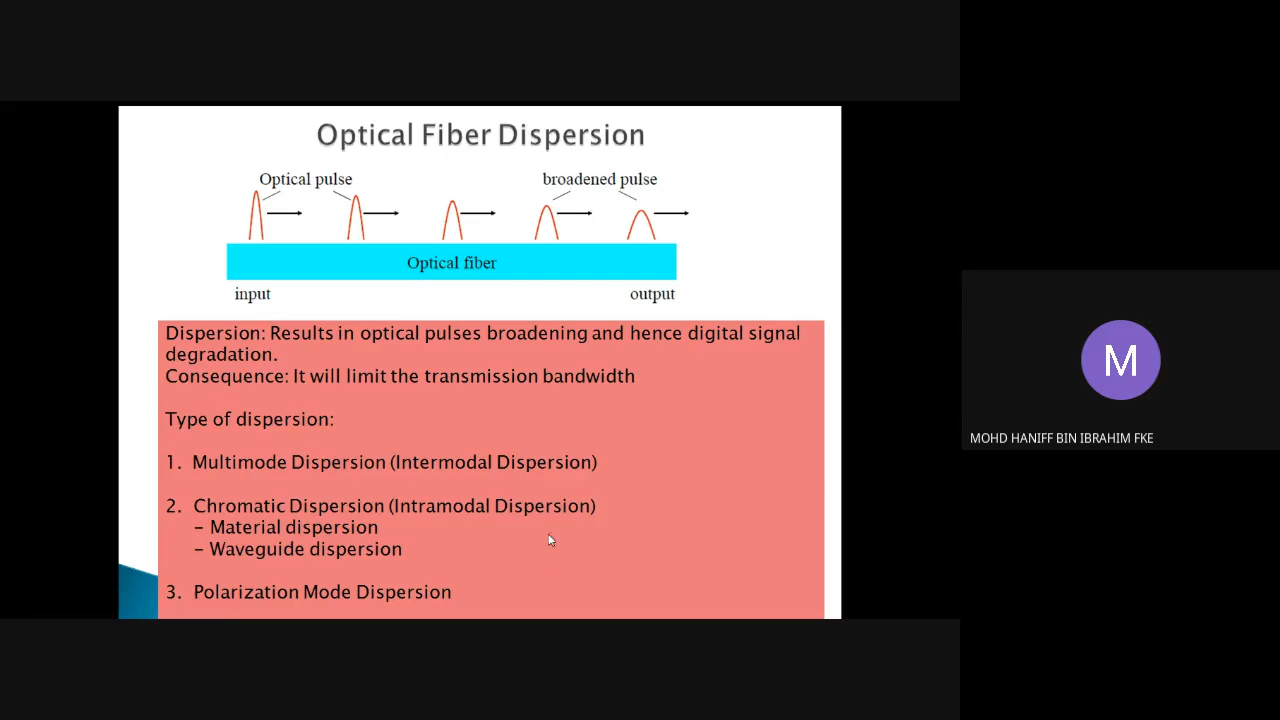 Optical Fiber Dispersion
Optical pulse
broadened pulse
Optical fiber
input
output
Dispersion: Results in optical pulses broadening and hence digital signal
degradation.
Consequence: It will limit the transmission bandwidth
Type of dispersion:
1. Multimode Dispersion (Intermodal Dispersion)
2. Chromatic Dispersion (Intramodal Dispersion)
- Material dispersion
- Waveguide dispersion
3. Polarization Mode Dispersion
M
MOHD HANIFF BIN IBRAHIM FKE